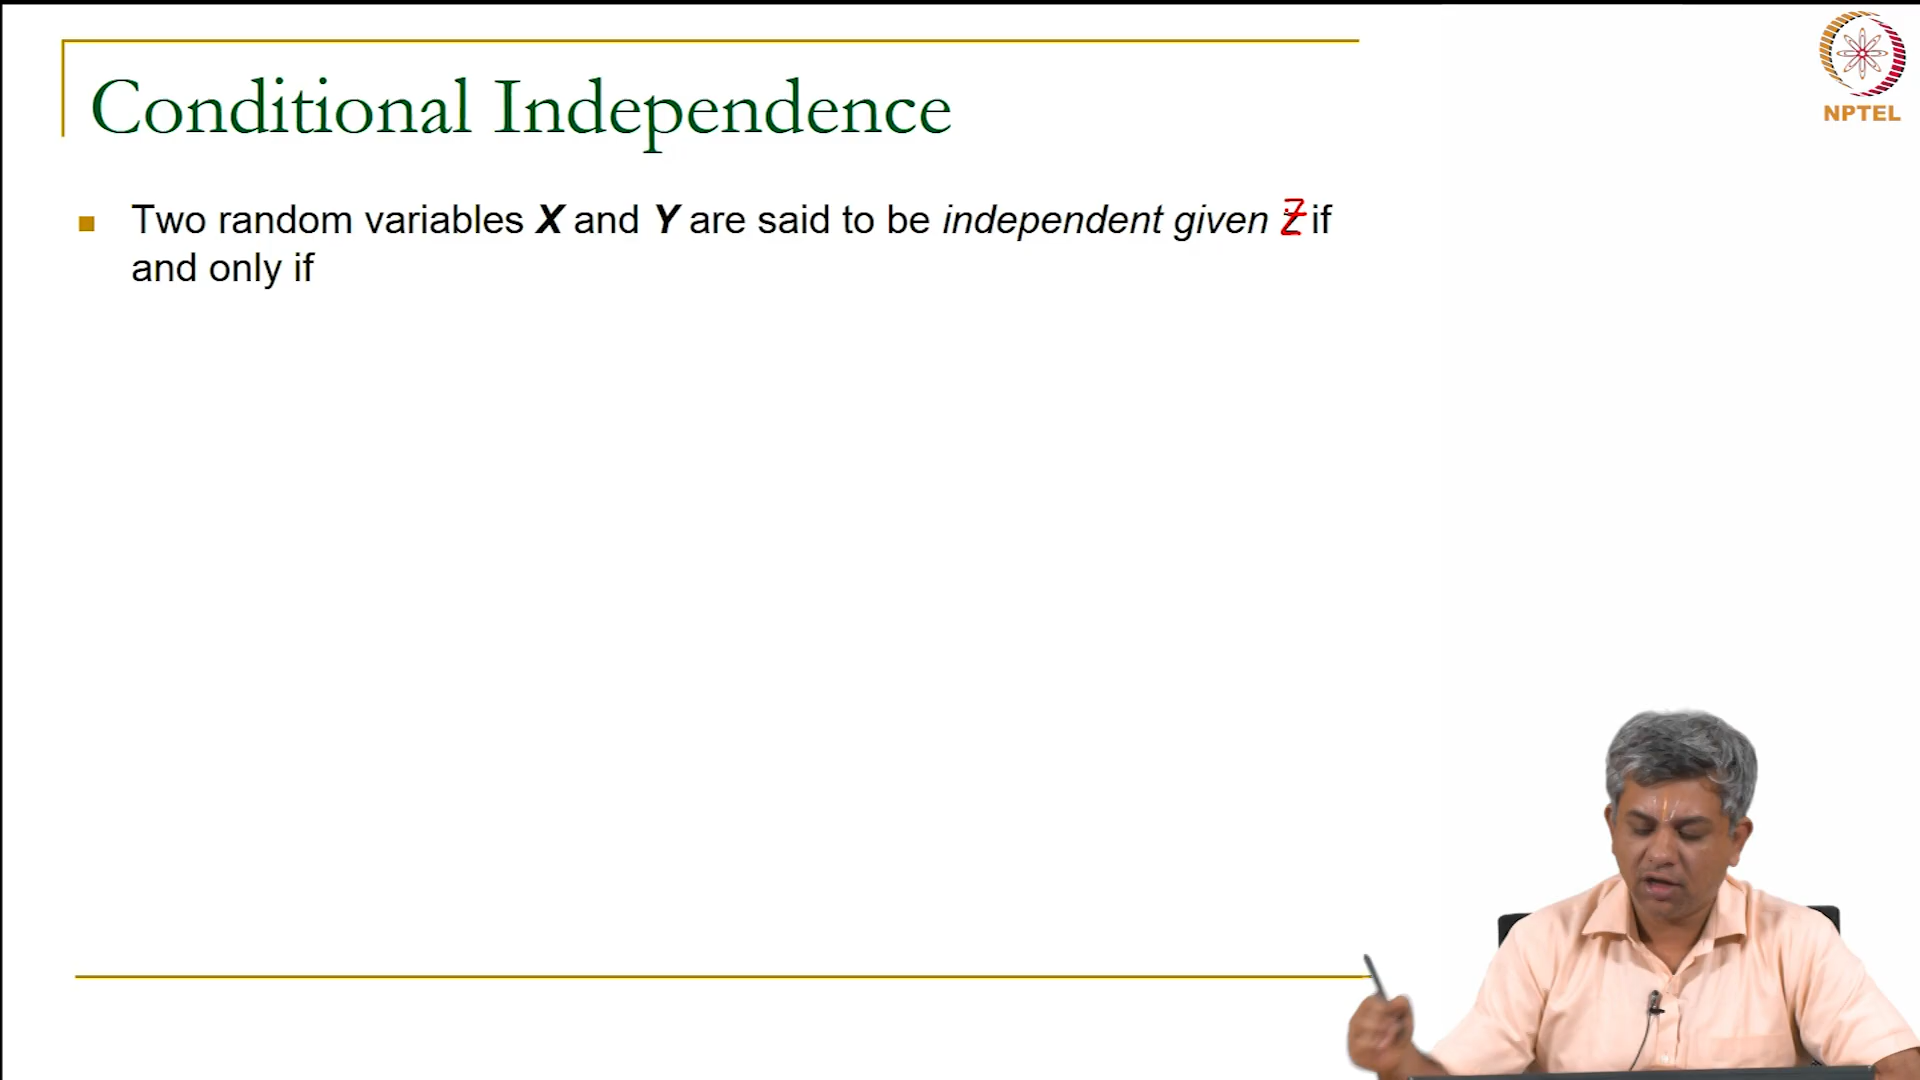 NPTEL
Conditional Independence
Two random variables X and Y are said to be independent given Z if
and only if